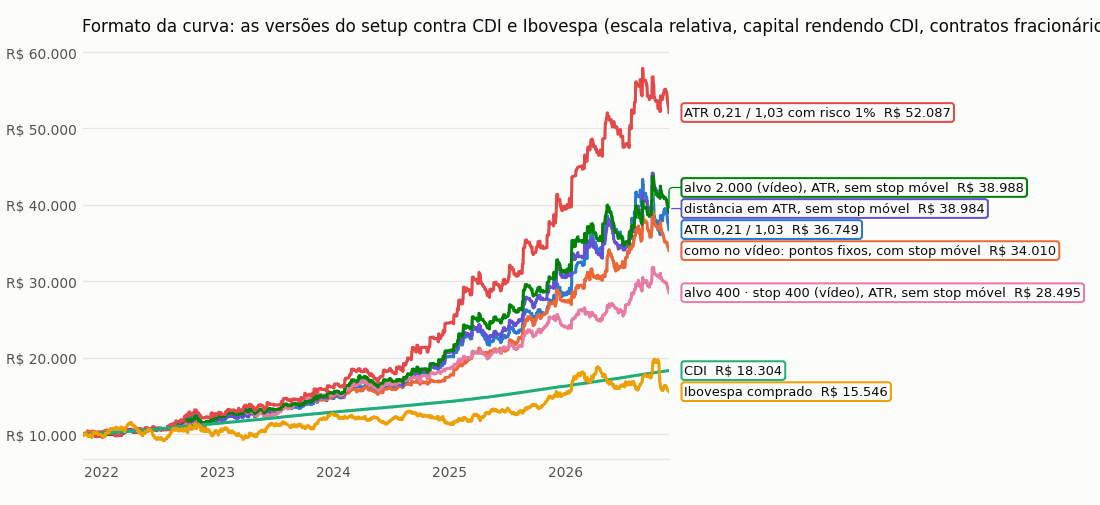 Formato da curva: as versões do setup contra CDI e Ibovespa (escala relativa, capital rendendo CDI, contratos fracionário
R$ 60.000
R$ 50.000
R$ 40.000
R$ 30.000
R$ 20.000
R$ 10.000
ATR 0,21 / 1,03 com risco 1% R$ 52.087
alvo 2.000 (vídeo), ATR, sem stop móvel R$ 38.988
distância em ATR, sem stop móvel R$ 38.984
ATR 0,21 / 1,03 R$ 36.749
como no vídeo: pontos fixos, com stop móvel R$ 34.010
alvo 400 · stop 400 (vídeo), ATR, sem stop móvel R$ 28.495
CDI R$ 18.304
Ibovespa comprado R$ 15.546
2022 2023 2024 2025 2026